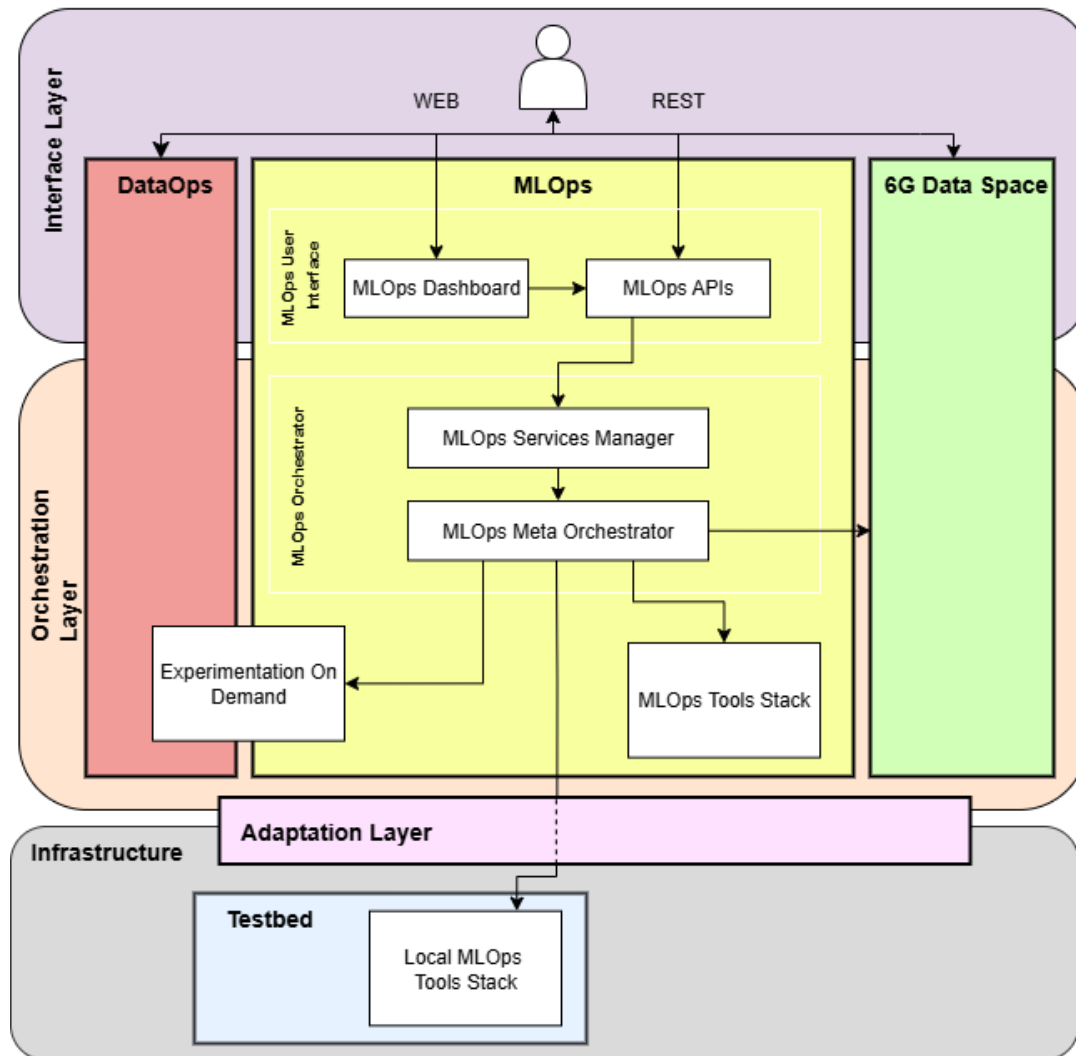 WEB
REST
Interface Layer
DataOps
MLOps
6G Data Space
MLOps User
Interface
MLOps Dashboard
MLOps APIs
Orchestration
Layer
MLOps Orchestrator
MLOps Services Manager
MLOps Meta Orchestrator
Experimentation On
Demand
MLOps Tools Stack
Adaptation Layer
Infrastructure
Testbed
Local MLOps
Tools Stack